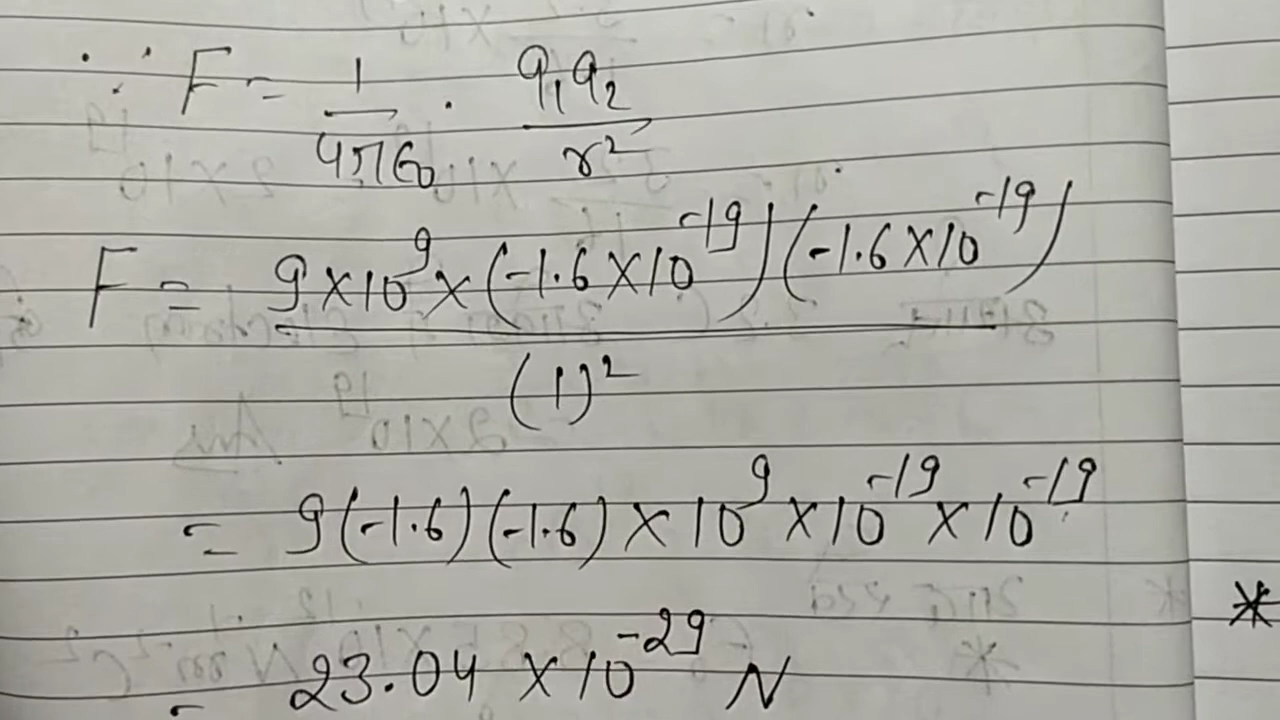 ∵ F = 1/4πε₀ · q₁q₂/r²
F = 9×10⁹×(-1.6×10⁻¹⁹)(-1.6×10⁻¹⁹)/(1)²
= 9(-1.6)(-1.6)×10⁹×10⁻¹⁹×10⁻¹⁹
*
= 23.04×10⁻²⁹ N